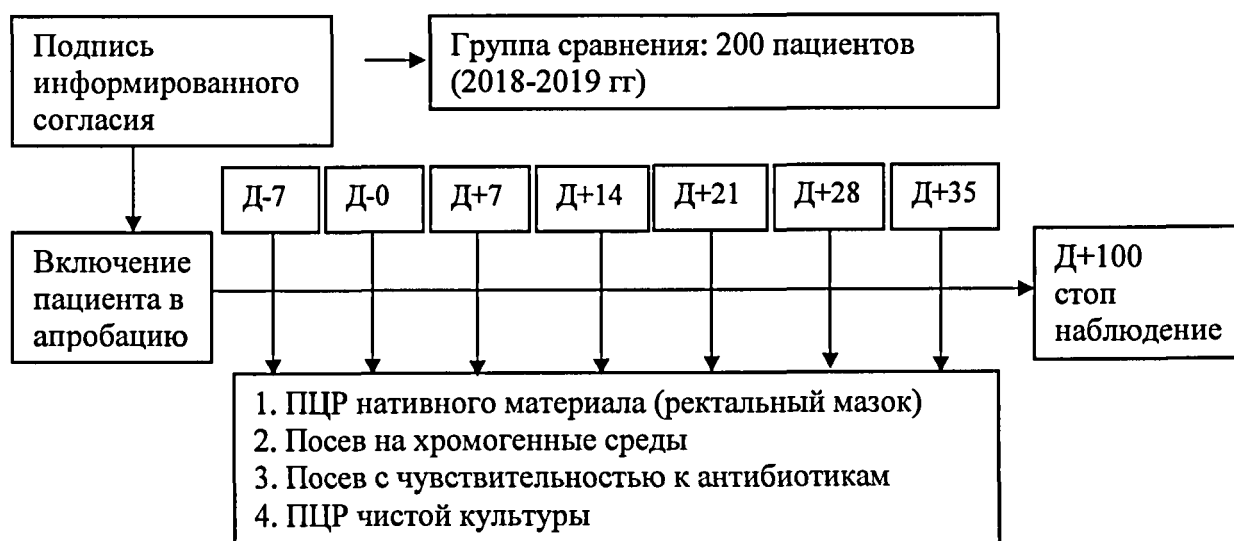 Подпись
информированного
согласия
Группа сравнения: 200 пациентов
(2018-2019 гг)
Д-7
Д-0
Д+7
Д+14
Д+21
Д+28
Д+35
Включение
пациента в
апробацию
Д+100
стоп
наблюдение
1. ПЦР нативного материала (ректальный мазок)
2. Посев на хромогенные среды
3. Посев с чувствительностью к антибиотикам
4. ПЦР чистой культуры